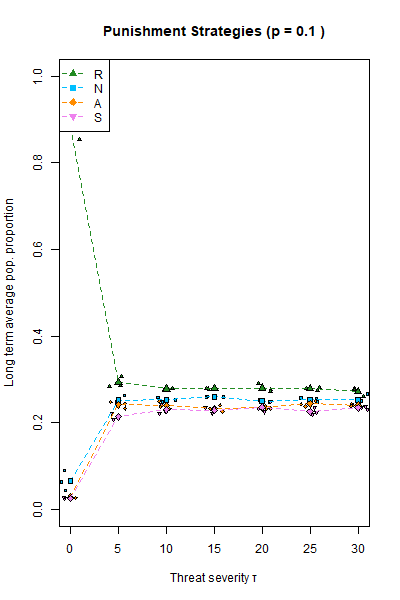 Punishment Strategies (p = 0.1 )
R
N
A
S
Long term average pop. proportion
1.0
0.8
0.6
0.4
0.2
0.0
0 5 10 15 20 25 30
Threat severity τ